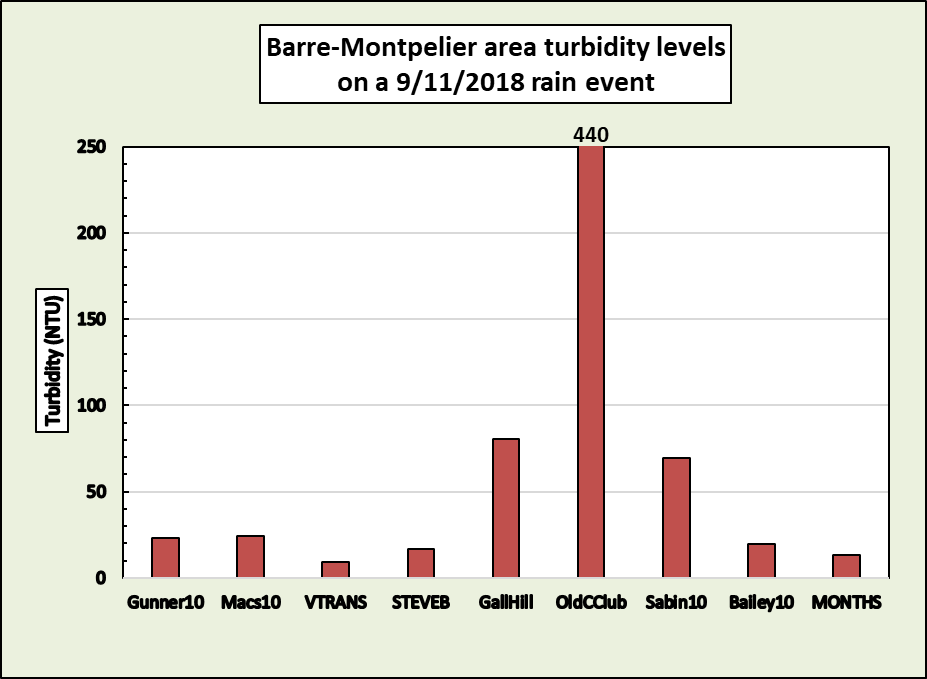 Barre-Montpelier area turbidity levels
on a 9/11/2018 rain event
440
250
200
150
100
50
0
Turbidity (NTU)
Gunner10 Macs10 VTRANS STEVEB GallHill OldCClub Sabin10 Bailey10 MONTHS